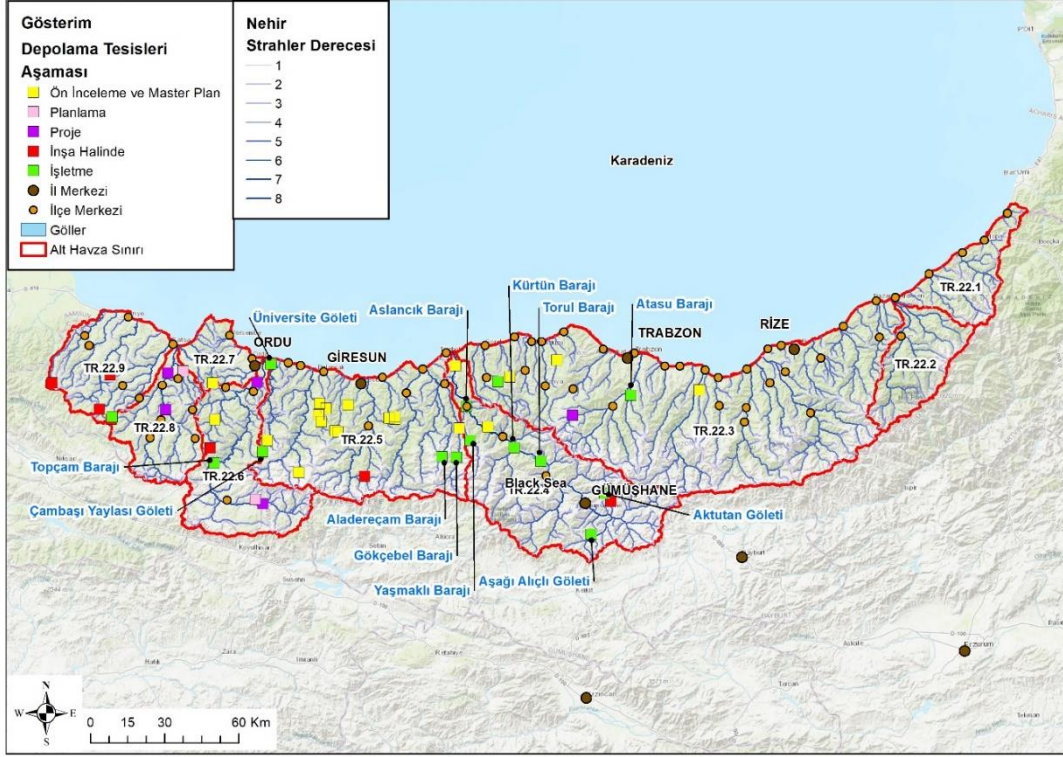 Gösterim
Depolama Tesisleri
Aşaması
Ön İnceleme ve Master Plan
Planlama
Proje
İnşa Halinde
İşletme
İl Merkezi
İlçe Merkezi
Göller
Alt Havza Sınırı
Nehir
Strahler Derecesi
1
2
3
4
5
6
7
8
Karadeniz
TR.22.1
TR.22.2
Kürtün Barajı
Aslancık Barajı
Torul Barajı
Atasu Barajı
Üniversite Göleti
ORDU
GİRESUN
TRABZON
RİZE
TR.22.7
TR.22.9
TR.22.8
TR.22.5
TR.22.3
Topçam Barajı
TR.22.6
Black Sea
TR.22.4
GÜMÜŞHANE
Çambaşı Yaylası Göleti
Aladereçam Barajı
Aktutan Göleti
Gökçebel Barajı
Yaşmaklı Barajı
Aşağı Alıçlı Göleti
Erzurum
N
W
E
S
0 15 30 60 Km